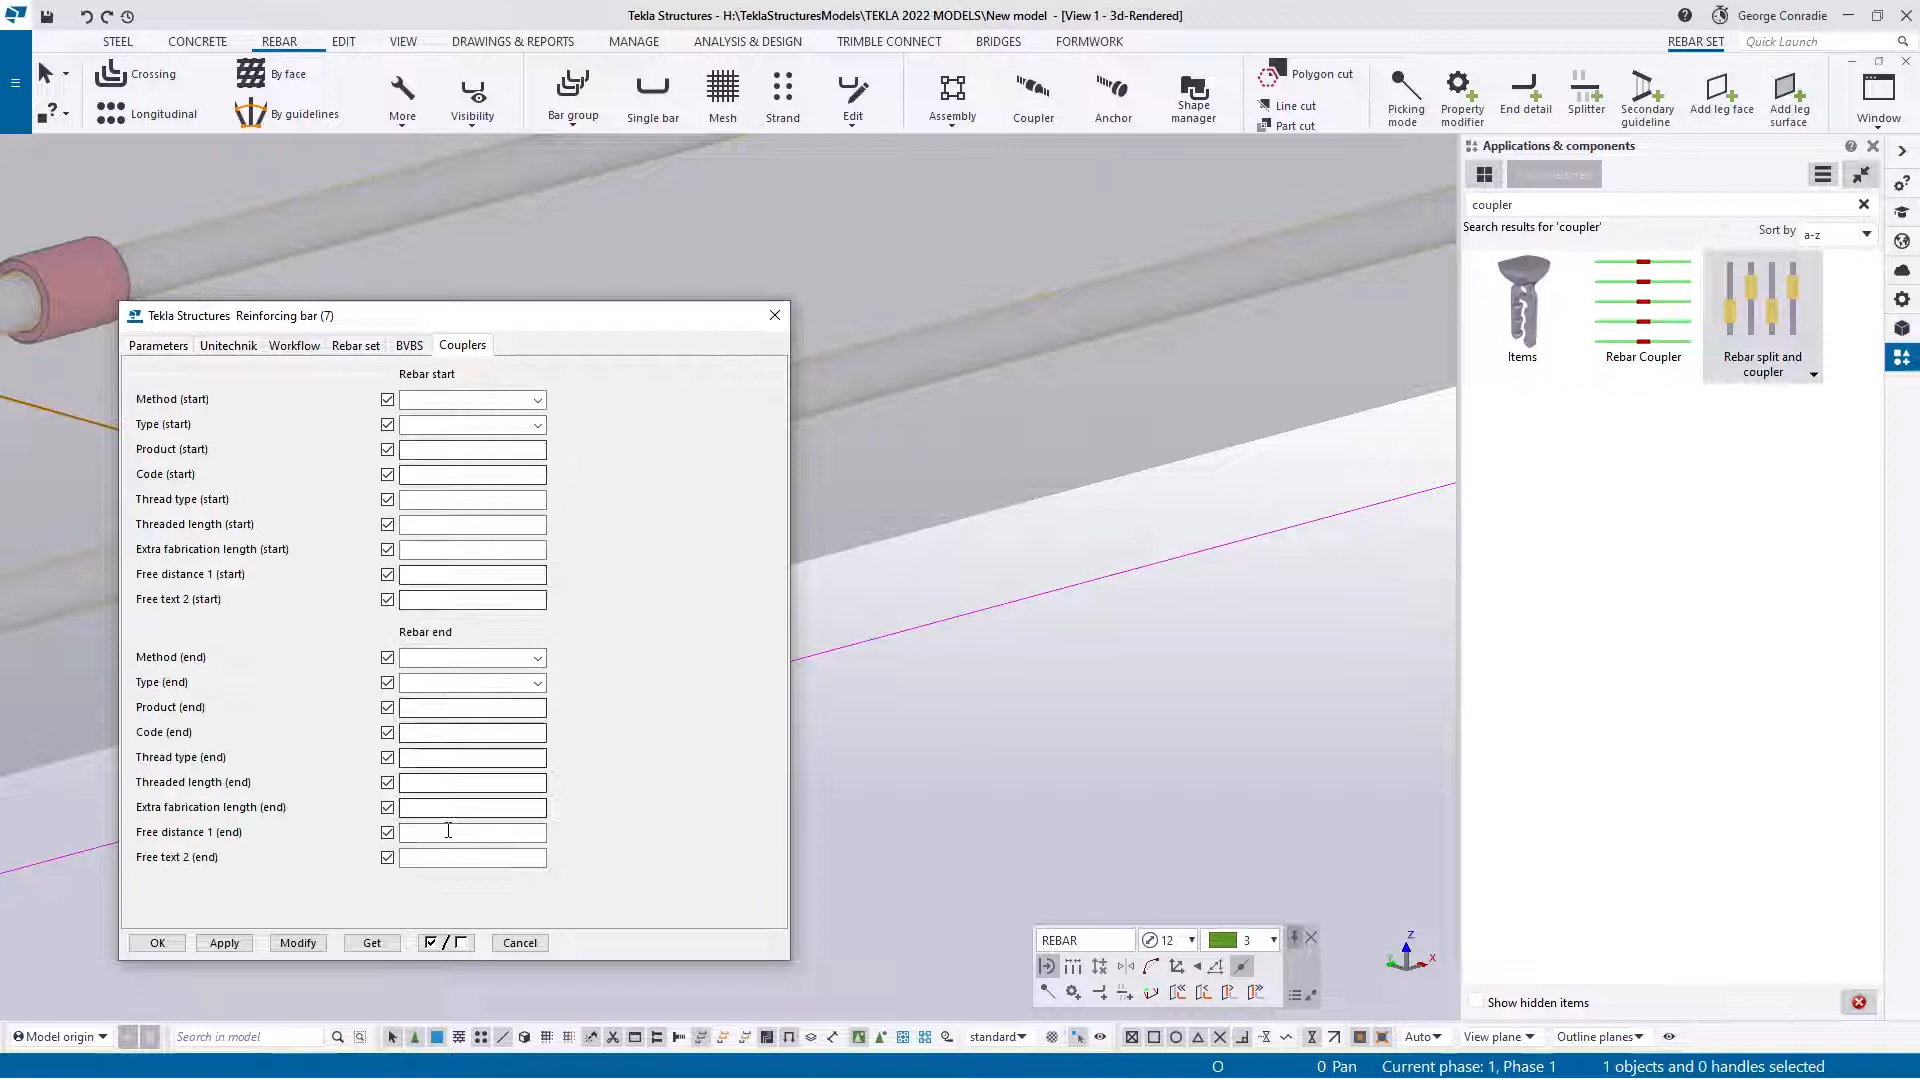 Tekla Structures - H:\TeklaStructuresModels\TEKLA 2022 MODELS\New model - [View 1 - 3d-Rendered]
George Conradie
STEEL CONCRETE REBAR EDIT VIEW DRAWINGS & REPORTS MANAGE ANALYSIS & DESIGN TRIMBLE CONNECT BRIDGES FORMWORK
REBAR SET
Quick Launch
Crossing
Longitudinal
By face
By guidelines
More
Visibility
Bar group
Single bar
Mesh
Strand
Edit
Assembly
Coupler
Anchor
Shape
manager
Polygon cut
Line cut
Part cut
Picking
mode
Property
modifier
End detail
Splitter
Secondary
guideline
Add leg face
Add leg
surface
Window
Applications & components
coupler
Search results for 'coupler'
Sort by
a-z
Items
Rebar Coupler
Rebar split and
coupler
Show hidden items
Tekla Structures Reinforcing bar (7)
Parameters Unitechnik Workflow Rebar set BVBS Couplers
Rebar start
Method (start)
Type (start)
Product (start)
Code (start)
Thread type (start)
Threaded length (start)
Extra fabrication length (start)
Free distance 1 (start)
Free text 2 (start)
Rebar end
Method (end)
Type (end)
Product (end)
Code (end)
Thread type (end)
Threaded length (end)
Extra fabrication length (end)
Free distance 1 (end)
Free text 2 (end)
OK Apply Modify Get / Cancel
REBAR 12 3
Z
X
Model origin
Search in model
standard
Auto
View plane
Outline planes
O
0 Pan
Current phase: 1, Phase 1
1 objects and 0 handles selected